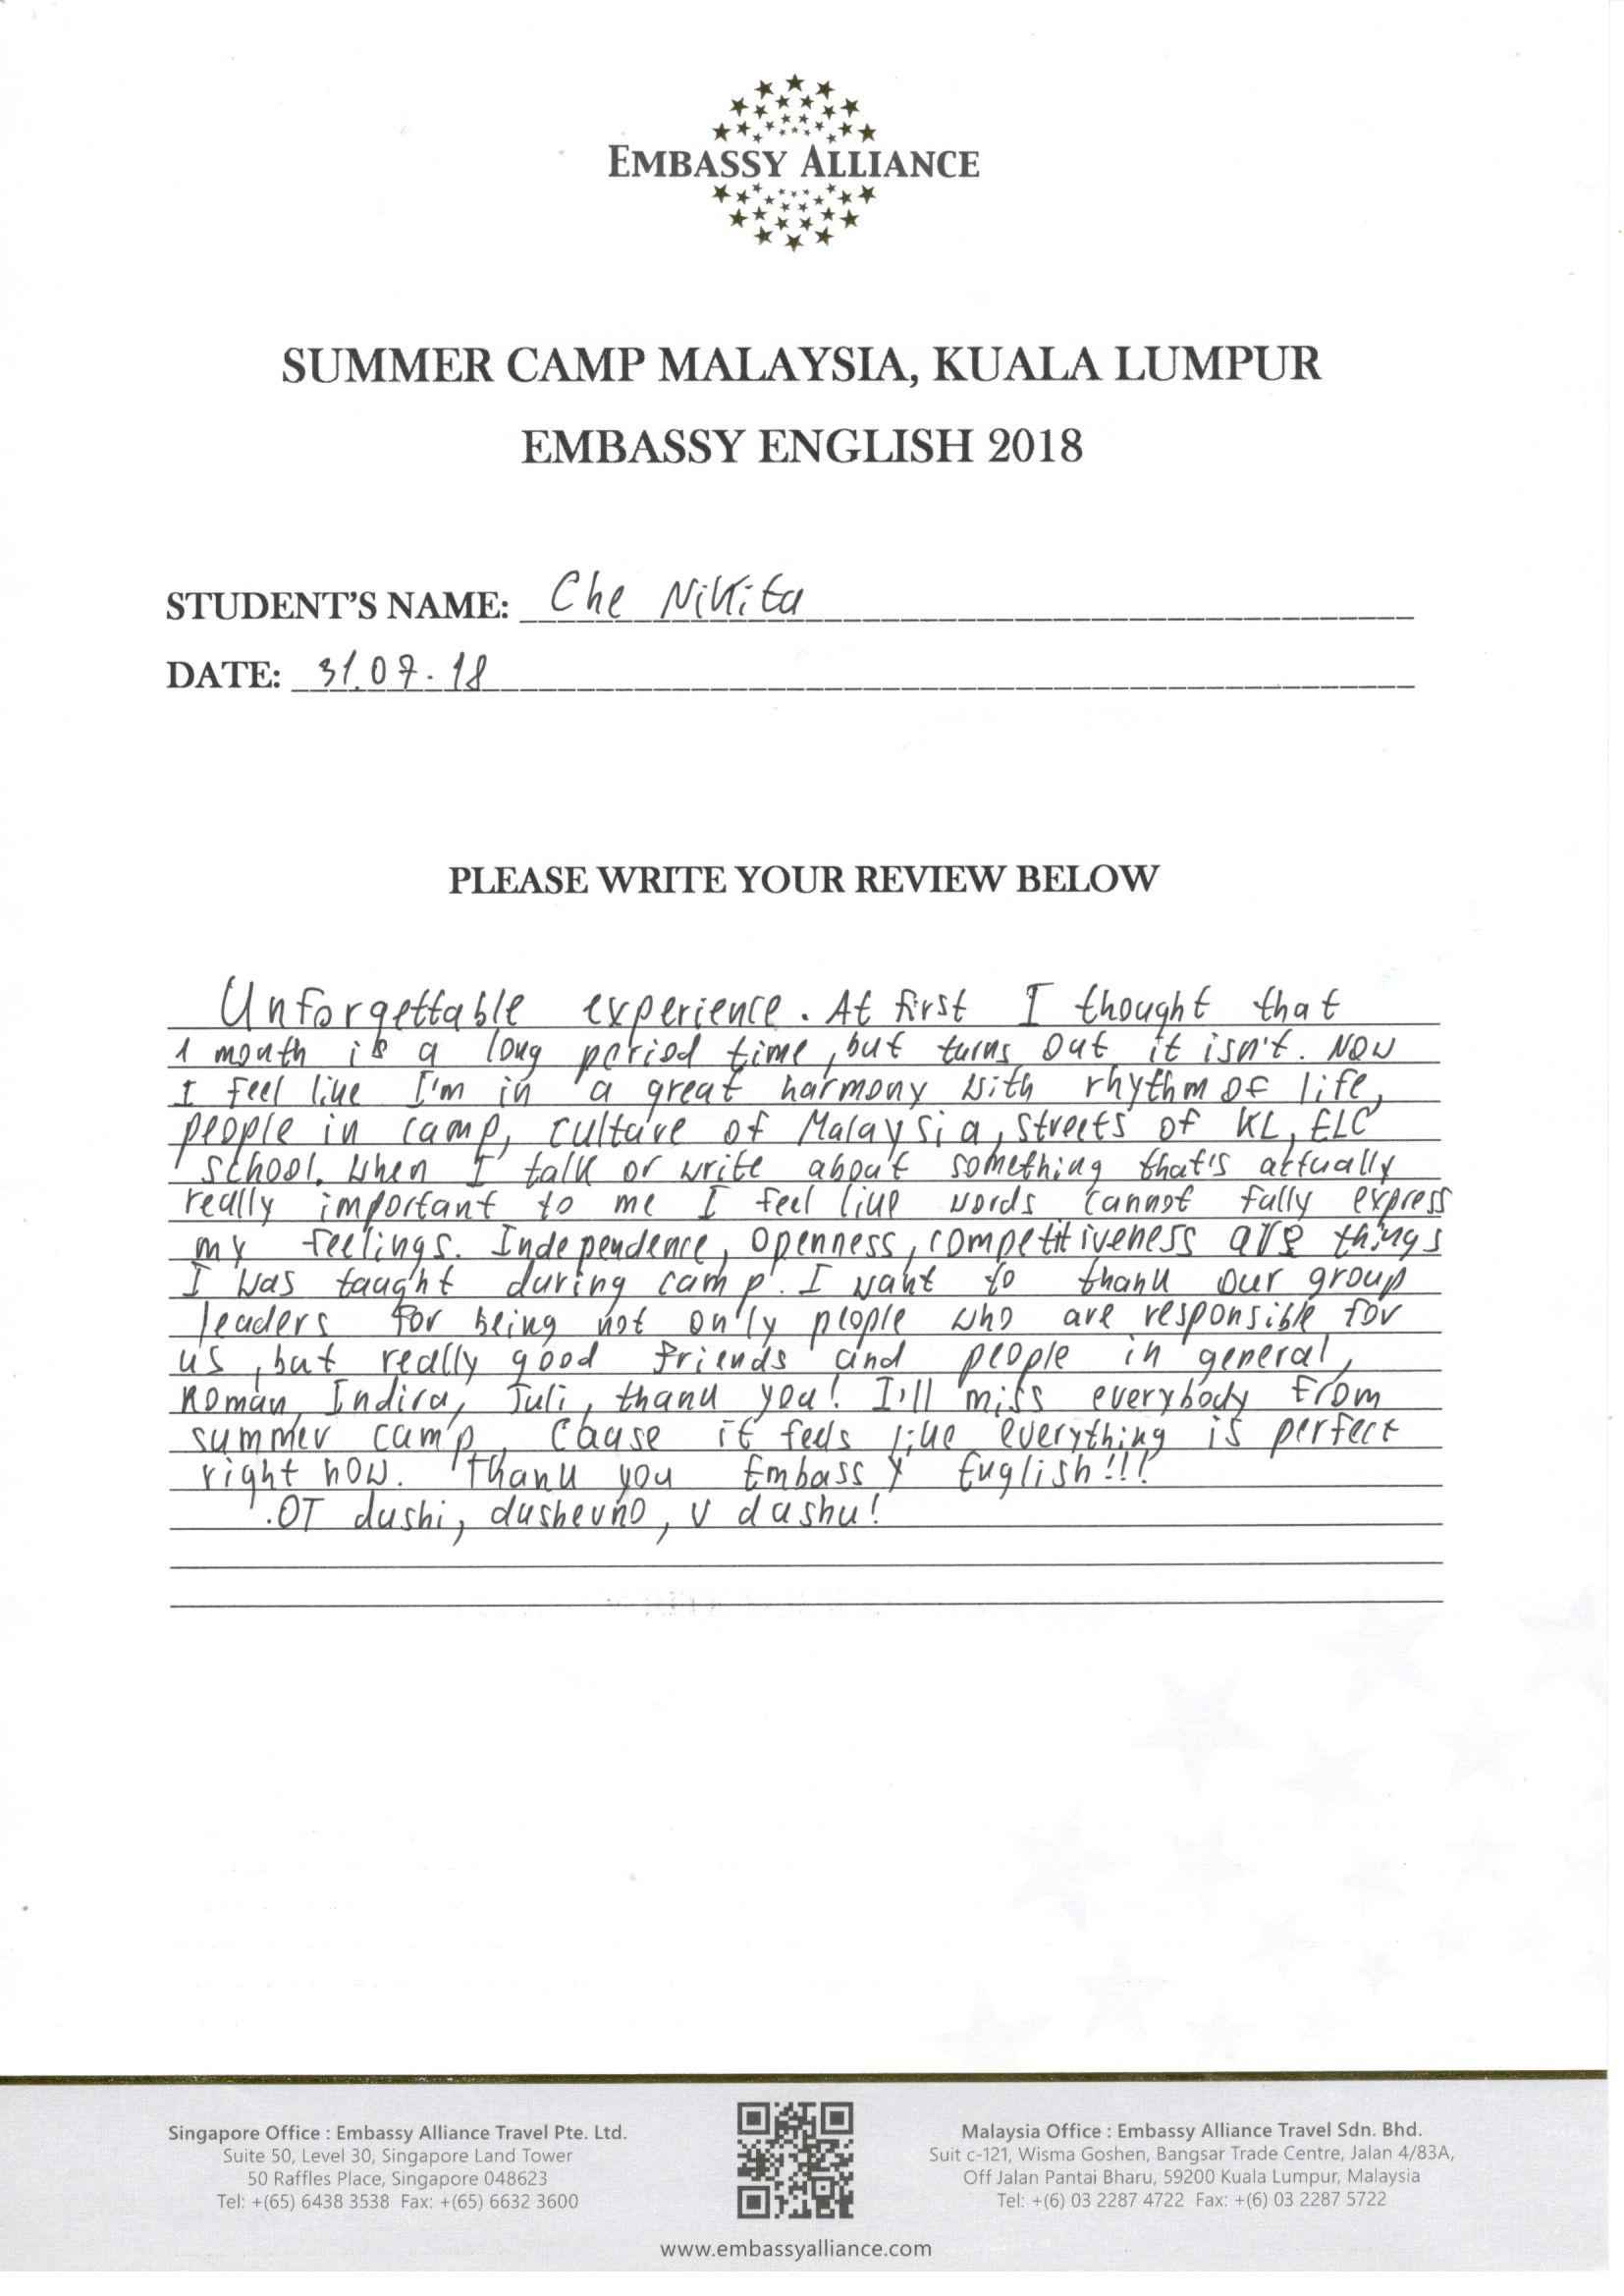 EMBASSY ALLIANCE
SUMMER CAMP MALAYSIA, KUALA LUMPUR
EMBASSY ENGLISH 2018
STUDENT'S NAME: Che Nikita
DATE: 31.07.18
PLEASE WRITE YOUR REVIEW BELOW
Unforgettable experience. At first I thought that
1 month is a long period time, but turns out it isn't. Now
I feel like I'm in a great harmony with rhythm of life,
people in camp, culture of Malaysia, streets of KL, ELC
school. When I talk or write about something that's actually
really important to me I feel like words cannot fully express
my feelings. Independence, openness, competitiveness are things
I was taught during camp. I want to thank our group
leaders for being not only people who are responsible for
us, but really good friends and people in general,
Roman, Indira, Juli, thank you! I'll miss everybody from
summer camp, cause it feels like everything is perfect
right now. Thank you Embassy English!!!
.OT dushi, dushevno, v dushu!
Singapore Office : Embassy Alliance Travel Pte. Ltd.
Suite 50, Level 30, Singapore Land Tower
50 Raffles Place, Singapore 048623
Tel: +(65) 6438 3538 Fax: +(65) 6632 3600
Malaysia Office : Embassy Alliance Travel Sdn. Bhd.
Suit c-121, Wisma Goshen, Bangsar Trade Centre, Jalan 4/83A,
Off Jalan Pantai Bharu, 59200 Kuala Lumpur, Malaysia
Tel: +(6) 03 2287 4722 Fax: +(6) 03 2287 5722
www.embassyalliance.com